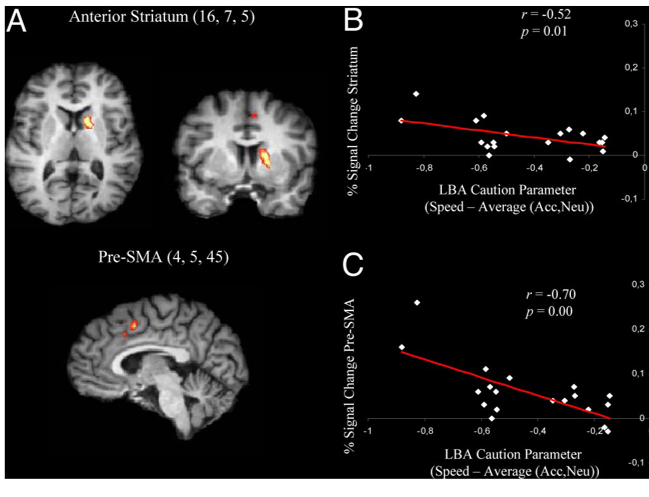 A
Anterior Striatum (16, 7, 5)
Pre-SMA (4, 5, 45)
B
r = -0.52
p = 0.01
% Signal Change Striatum
0,3
0,2
0,1
0
-0,1
-1
-0,8
-0,6
-0,4
-0,2
0
LBA Caution Parameter
(Speed – Average (Acc,Neu))
C
r = -0.70
p = 0.00
% Signal Change Pre-SMA
0,3
0,2
0,1
0
-0,1
-1
-0,8
-0,6
-0,4
-0,2
LBA Caution Parameter
(Speed – Average (Acc,Neu))